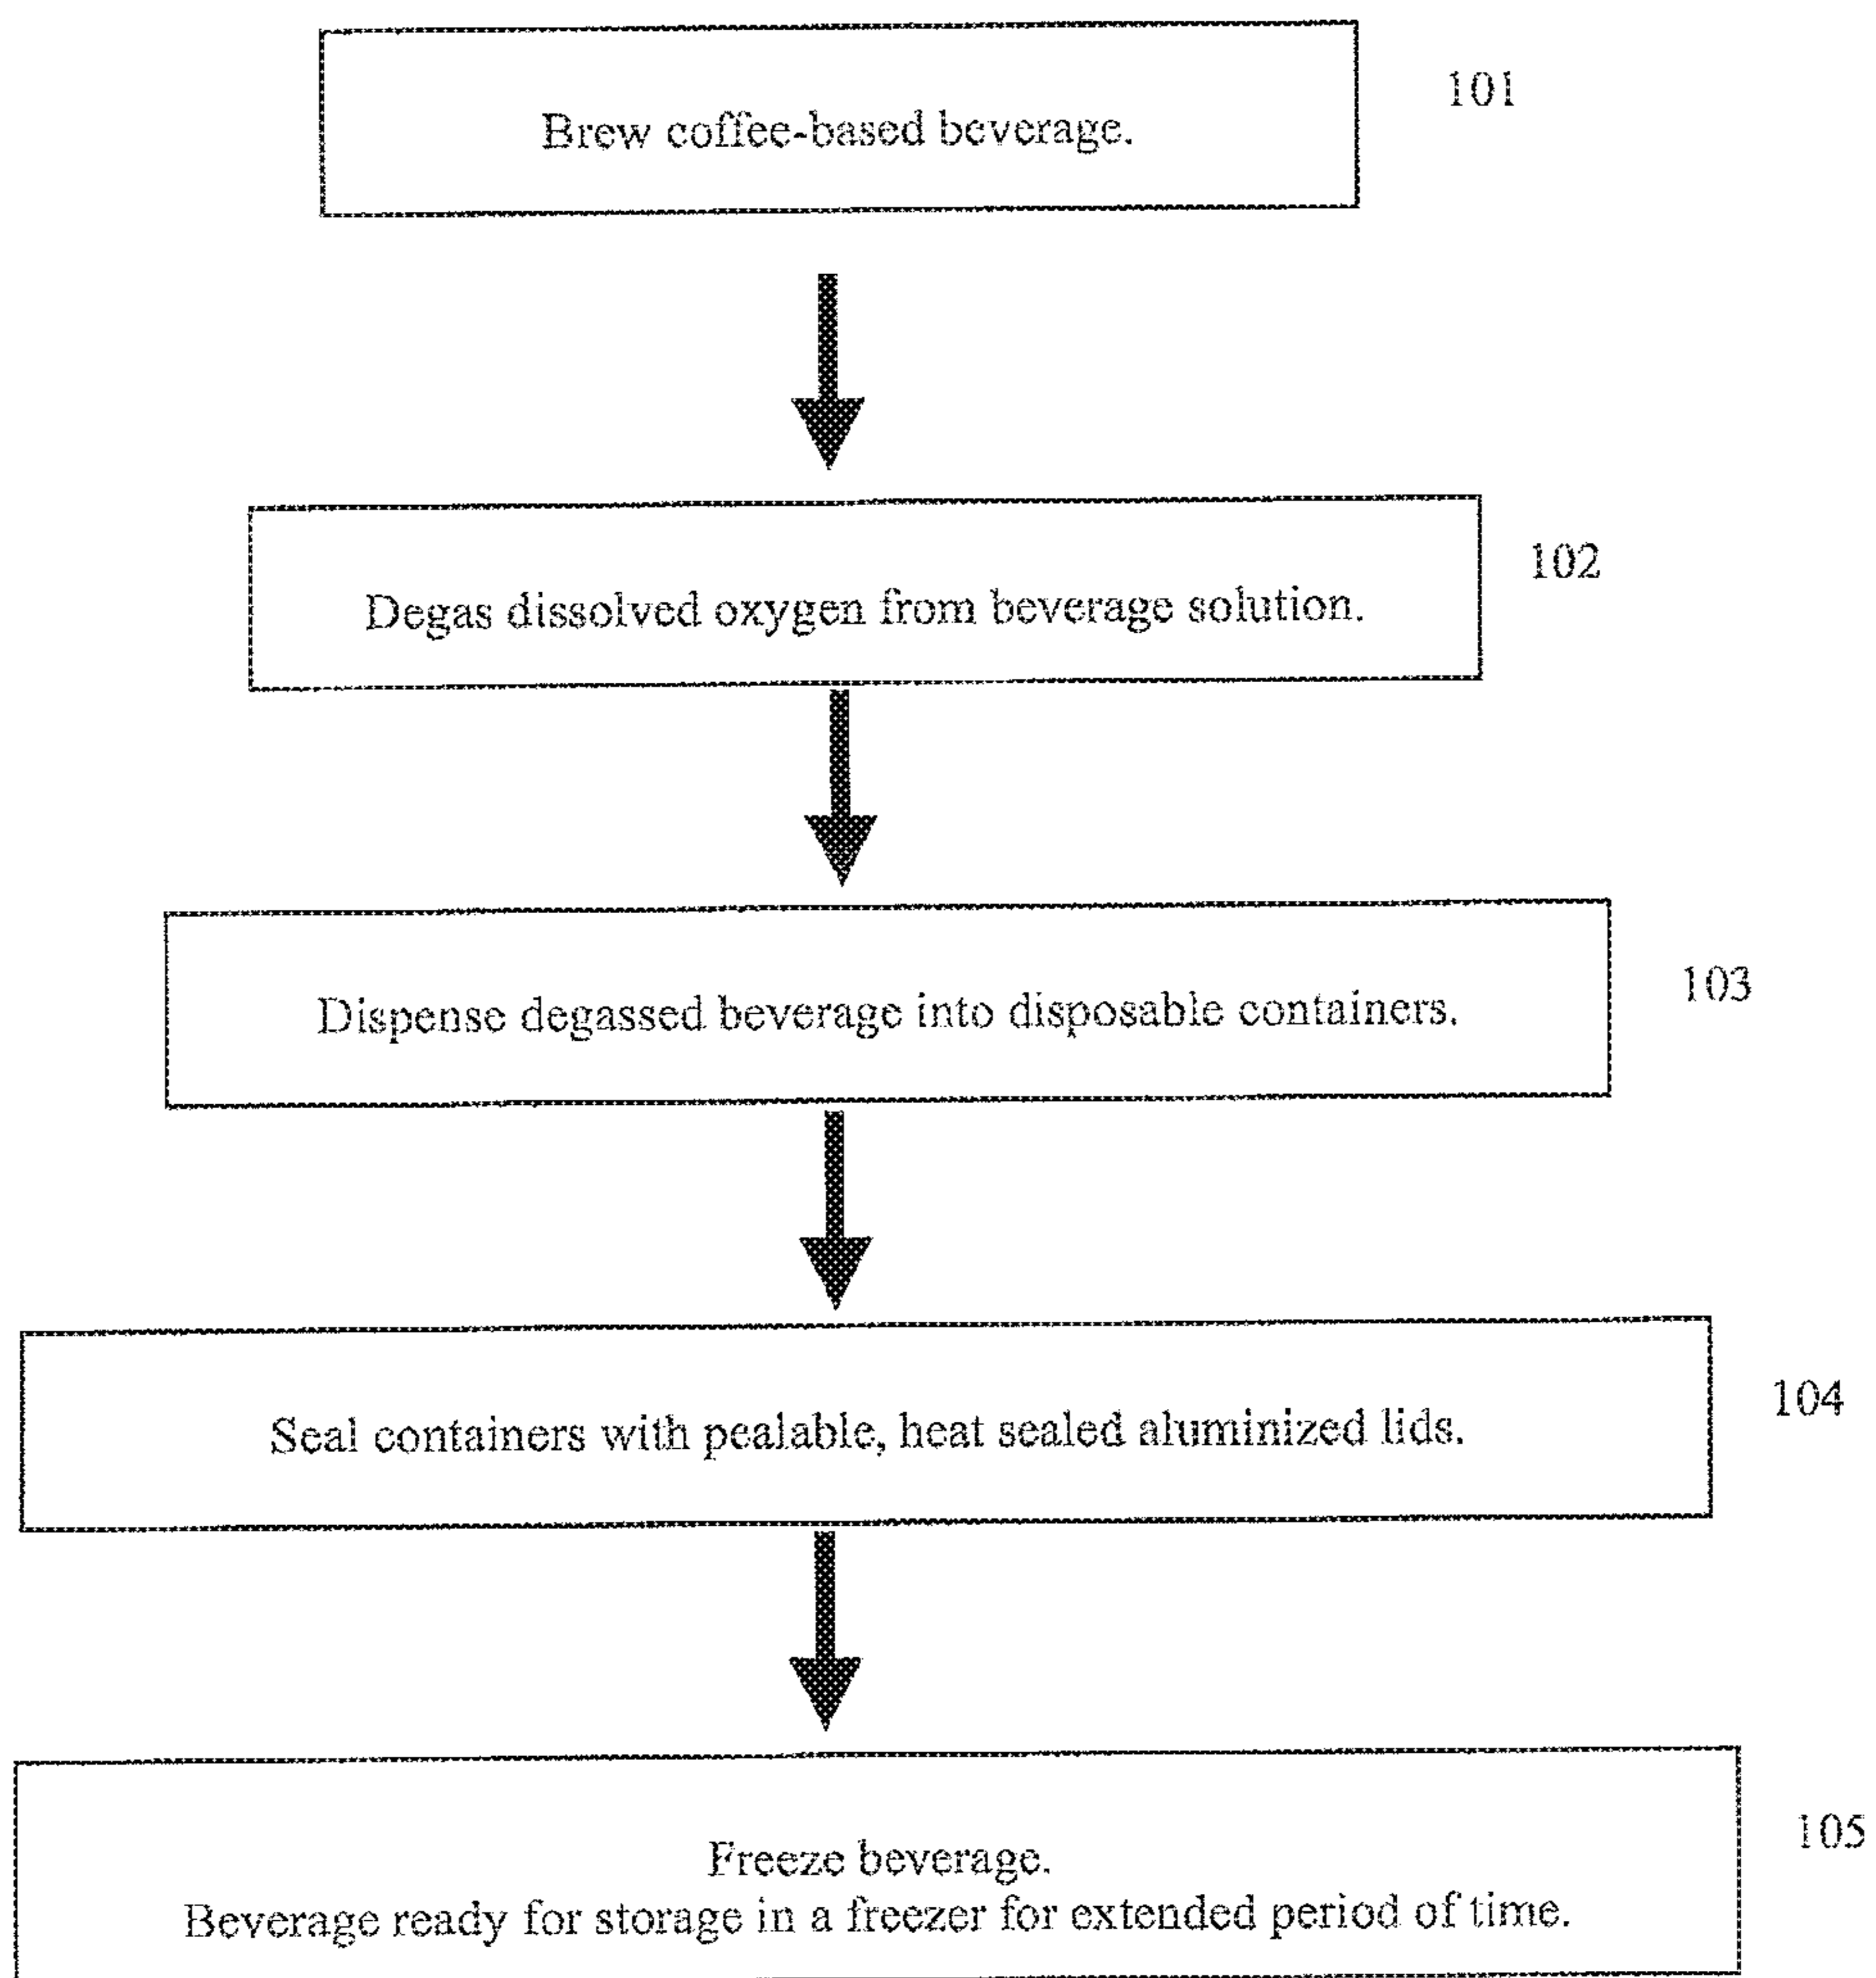 Brew coffee-based beverage.
101
Degas dissolved oxygen from beverage solution.
102
Dispense degassed beverage into disposable containers.
103
Seal containers with pealable, heat sealed aluminized lids.
104
Freeze beverage.
Beverage ready for storage in a freezer for extended period of time.
105